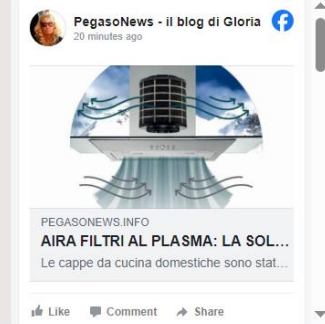 PegasoNews - il blog di Gloria
20 minutes ago
PEGASONEWS.INFO
AIRA FILTRI AL PLASMA: LA SOL...
Le cappe da cucina domestiche sono stat...
Like Comment Share